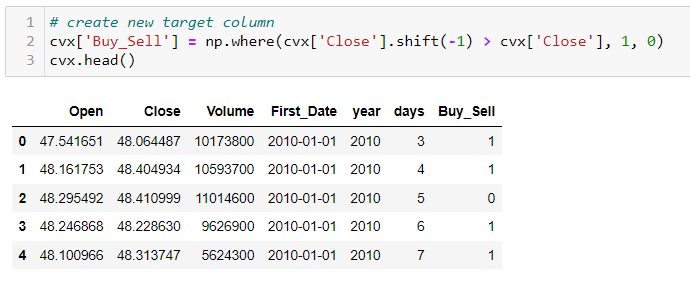 1 # create new target column
2 cvx['Buy_Sell'] = np.where(cvx['Close'].shift(-1) > cvx['Close'], 1, 0)
3 cvx.head()
Open Close Volume First_Date year days Buy_Sell
0 47.541651 48.064487 10173800 2010-01-01 2010 3 1
1 48.161753 48.404934 10593700 2010-01-01 2010 4 1
2 48.295492 48.410999 11014600 2010-01-01 2010 5 0
3 48.246868 48.228630 9626900 2010-01-01 2010 6 1
4 48.100966 48.313747 5624300 2010-01-01 2010 7 1